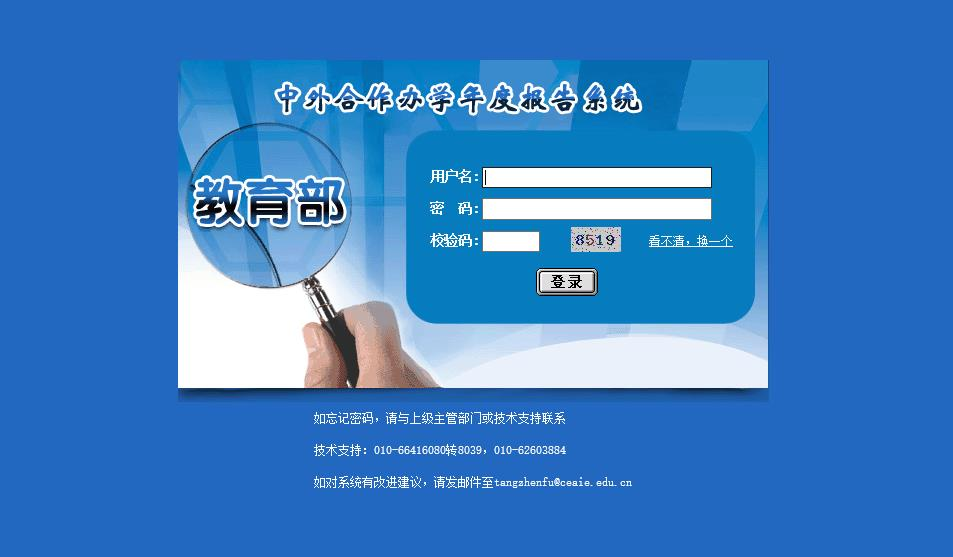 中外合作办学年度报告系统
教育部
用户名：
密 码：
校验码： 8519 看不清，换一个
登录
如忘记密码，请与上级主管部门或技术支持联系
技术支持：010-66416080转8039，010-62603884
如对系统有改进建议，请发邮件至tangzhenfu@ceaie.edu.cn